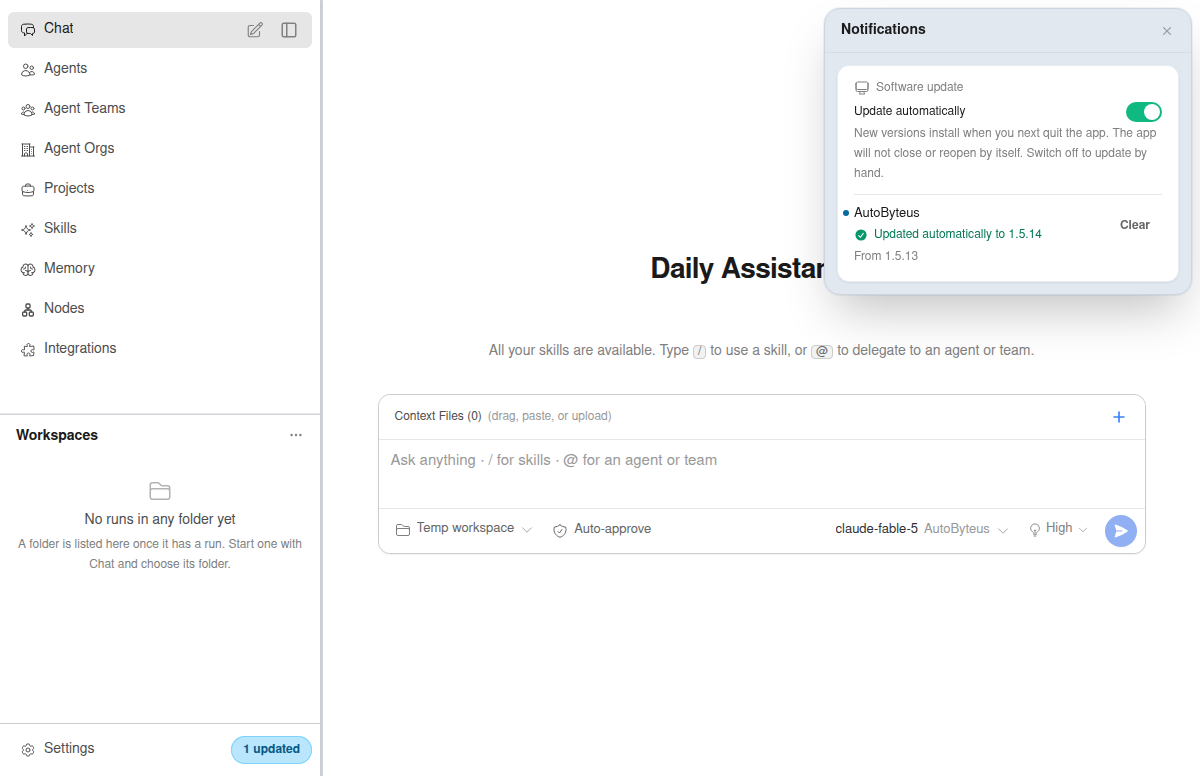 Chat
Agents
Agent Teams
Agent Orgs
Projects
Skills
Memory
Nodes
Integrations
Workspaces
No runs in any folder yet
A folder is listed here once it has a run. Start one with
Chat and choose its folder.
Settings
1 updated
Daily Assistan
All your skills are available. Type / to use a skill, or @ to delegate to an agent or team.
Context Files (0) (drag, paste, or upload)
Ask anything · / for skills · @ for an agent or team
Temp workspace
Auto-approve
claude-fable-5 AutoByteus
High
Notifications
Software update
Update automatically
New versions install when you next quit the app. The app
will not close or reopen by itself. Switch off to update by
hand.
AutoByteus
Updated automatically to 1.5.14
From 1.5.13
Clear